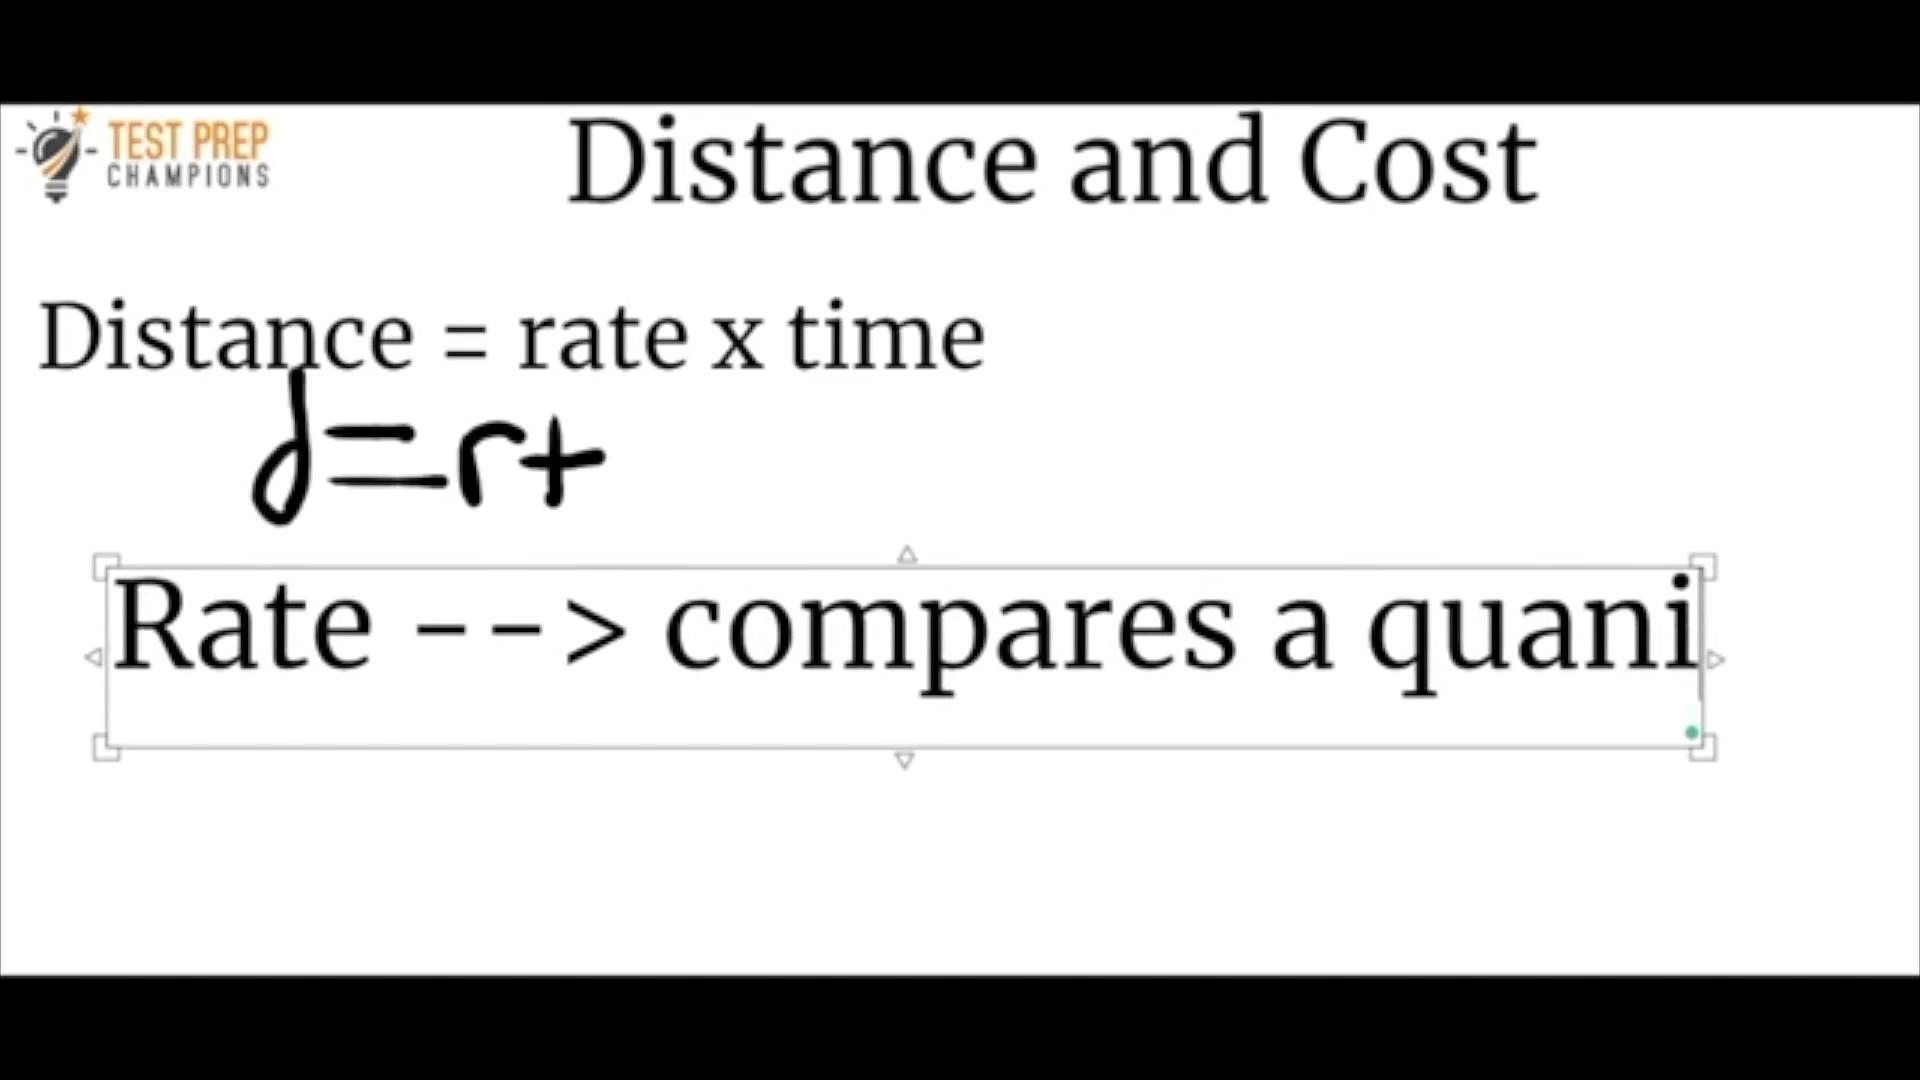 TEST PREP
CHAMPIONS
Distance and Cost
Distance = rate x time
d=rt
Rate --> compares a quani